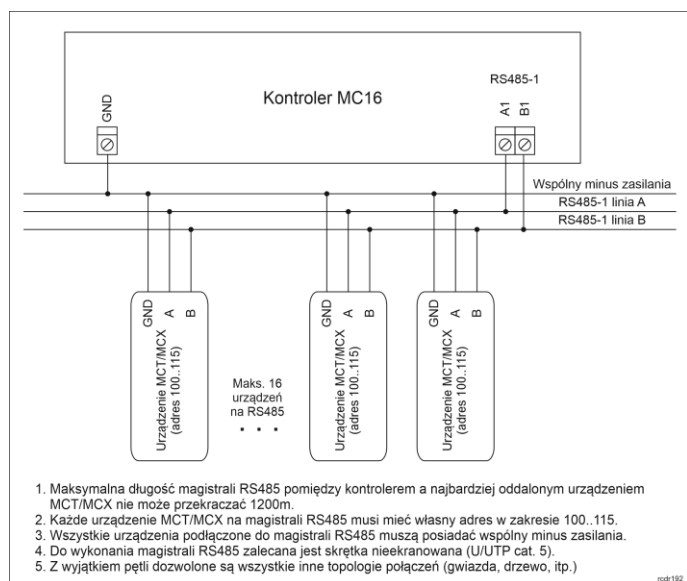 Kontroler MC16
RS485-1
GND
A1
B1
Wspólny minus zasilania
RS485-1 linia A
RS485-1 linia B
GND
A
B
Urządzenie MCT/MCX
(adres 100..115)
Maks. 16
urządzeń
na RS485
. . .
GND
A
B
Urządzenie MCT/MCX
(adres 100..115)
GND
A
B
Urządzenie MCT/MCX
(adres 100..115)
1. Maksymalna długość magistrali RS485 pomiędzy kontrolerem a najbardziej oddalonym urządzeniem
MCT/MCX nie może przekraczać 1200m.
2. Każde urządzenie MCT/MCX na magistrali RS485 musi mieć własny adres w zakresie 100..115.
3. Wszystkie urządzenia podłączone do magistrali RS485 muszą posiadać wspólny minus zasilania.
4. Do wykonania magistrali RS485 zalecana jest skrętka nieekranowana (U/UTP cat. 5).
5. Z wyjątkiem pętli dozwolone są wszystkie inne topologie połączeń (gwiazda, drzewo, itp.)
rcdr192